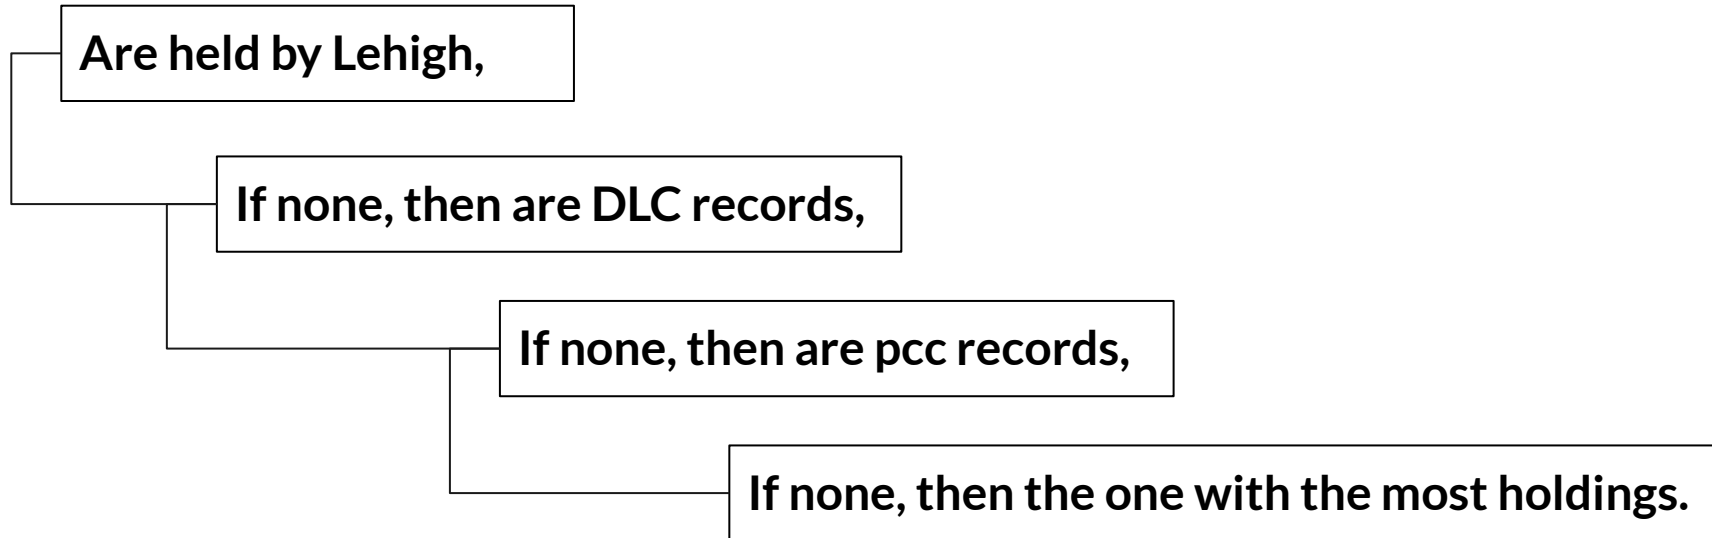 Are held by Lehigh,
If none, then are DLC records,
If none, then are pcc records,
If none, then the one with the most holdings.